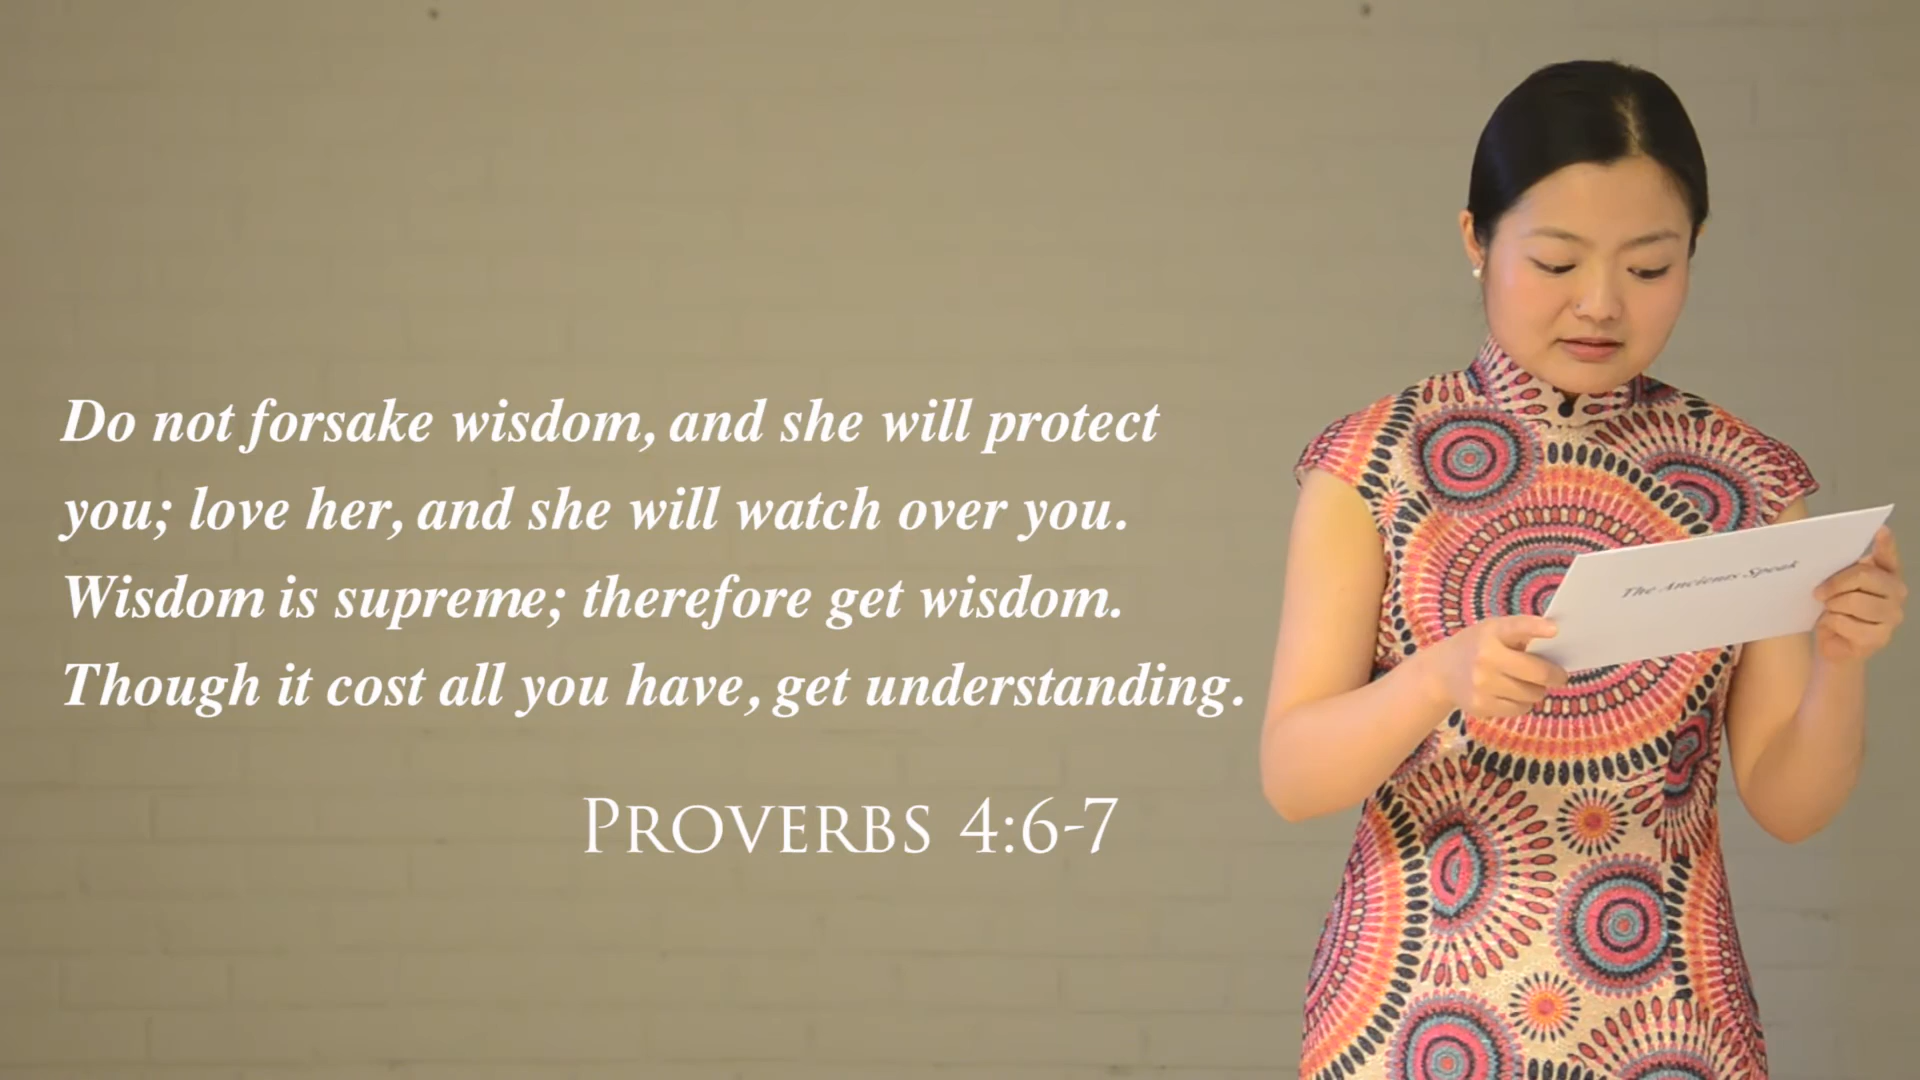 Do not forsake wisdom, and she will protect
you; love her, and she will watch over you.
Wisdom is supreme; therefore get wisdom.
Though it cost all you have, get understanding.
PROVERBS 4:6-7
The Ancients Speak